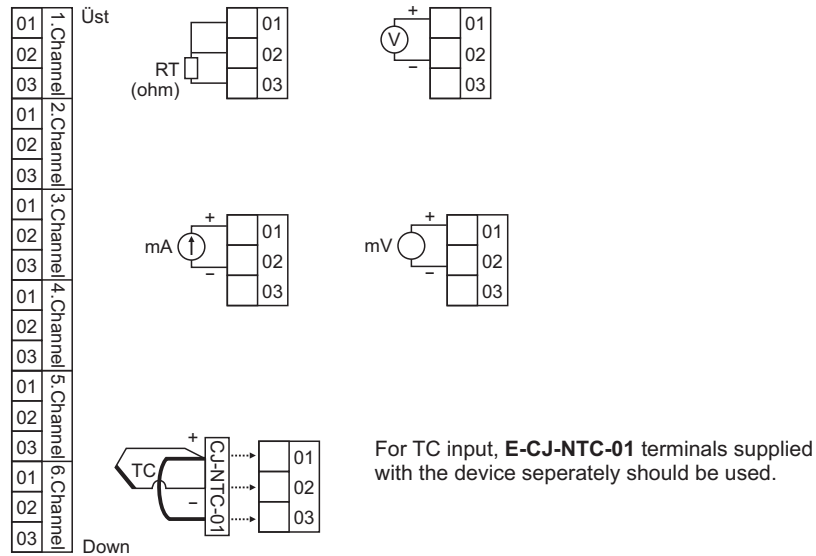 Üst
01
02
03
1.Channel
01
02
03
2.Channel
01
02
03
3.Channel
01
02
03
4.Channel
01
02
03
5.Channel
01
02
03
6.Channel
Down
RT
(ohm)
01
02
03
+
V
−
01
02
03
mA
+
−
01
02
03
mV
+
−
01
02
03
TC
+
−
CJ-NTC-01
01
02
03
For TC input, E-CJ-NTC-01 terminals supplied
with the device seperately should be used.